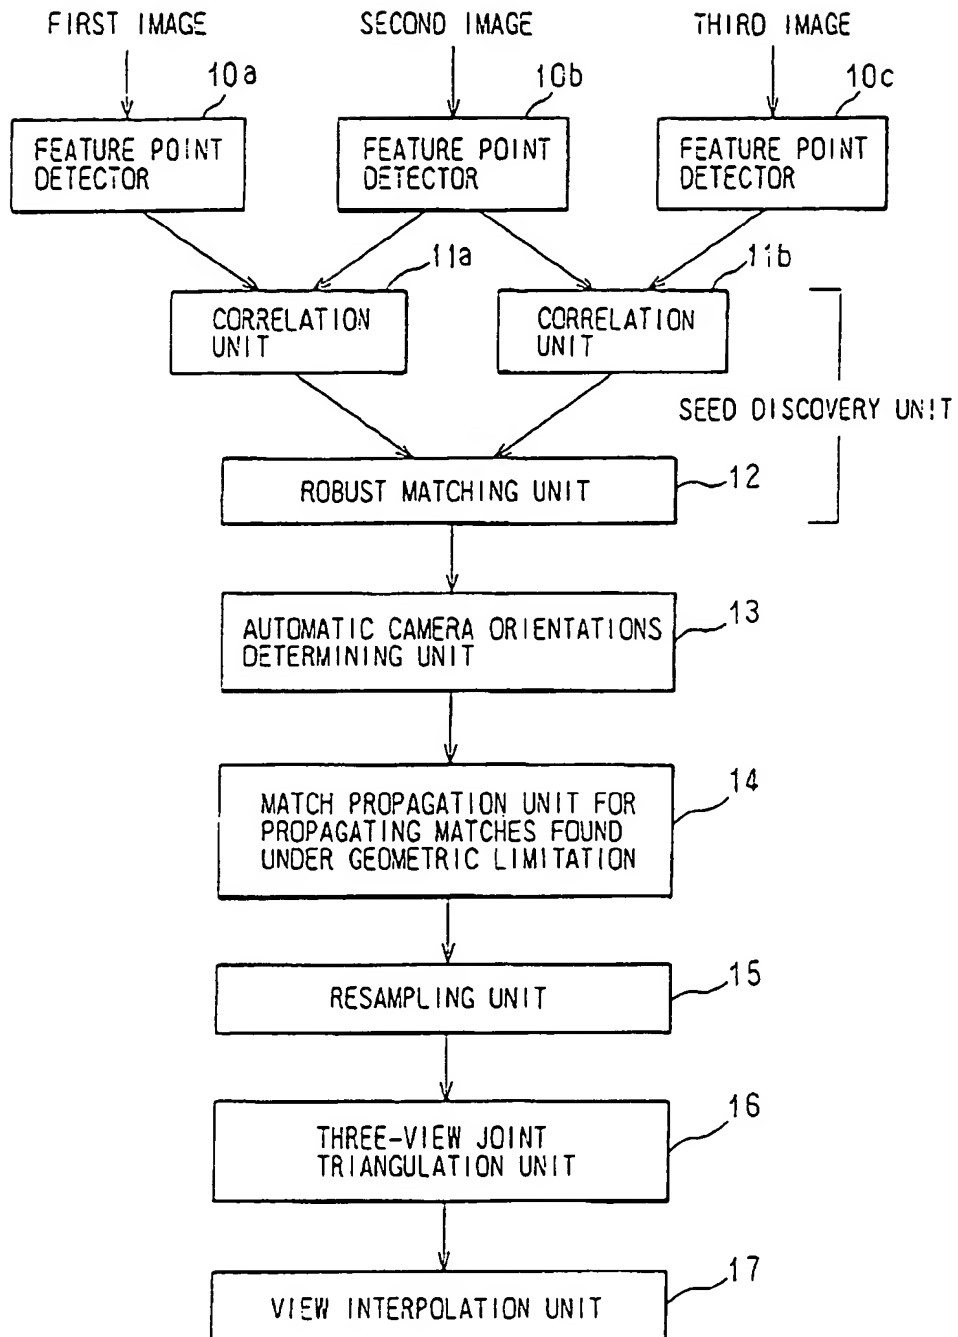 FIRST IMAGE
SECOND IMAGE
THIRD IMAGE
10a
10b
10c
FEATURE POINT
DETECTOR
FEATURE POINT
DETECTOR
FEATURE POINT
DETECTOR
11a
11b
CORRELATION
UNIT
CORRELATION
UNIT
SEED DISCOVERY UNIT
ROBUST MATCHING UNIT
12
AUTOMATIC CAMERA ORIENTATIONS
DETERMINING UNIT
13
MATCH PROPAGATION UNIT FOR
PROPAGATING MATCHES FOUND
UNDER GEOMETRIC LIMITATION
14
RESAMPLING UNIT
15
THREE-VIEW JOINT
TRIANGULATION UNIT
16
VIEW INTERPOLATION UNIT
17